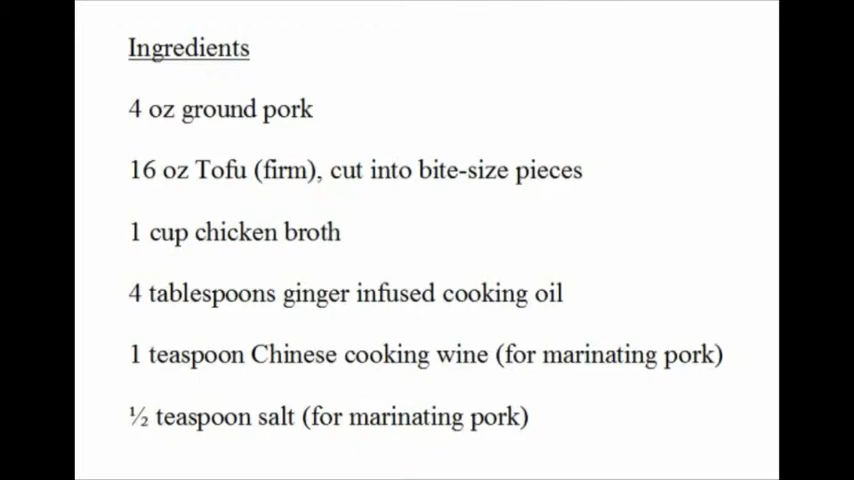 Ingredients
4 oz ground pork
16 oz Tofu (firm), cut into bite-size pieces
1 cup chicken broth
4 tablespoons ginger infused cooking oil
1 teaspoon Chinese cooking wine (for marinating pork)
½ teaspoon salt (for marinating pork)